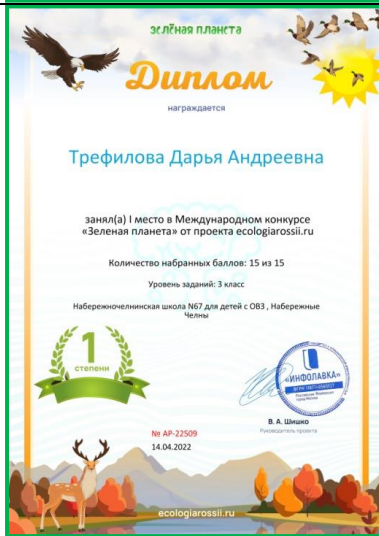 зелёная планета
Диплом
награждается
Трефилова Дарья Андреевна
занял(а) I место в Международном конкурсе
«Зеленая планета» от проекта ecologiarossii.ru
Количество набранных баллов: 15 из 15
Уровень заданий: 3 класс
Набережночелнинская школа N67 для детей с ОВЗ , Набережные
Челны
1
степени
«ИНФОЛАВКА»
В. А. Шишко
Руководитель проекта
№ AP-22509
14.04.2022
ecologiarossii.ru